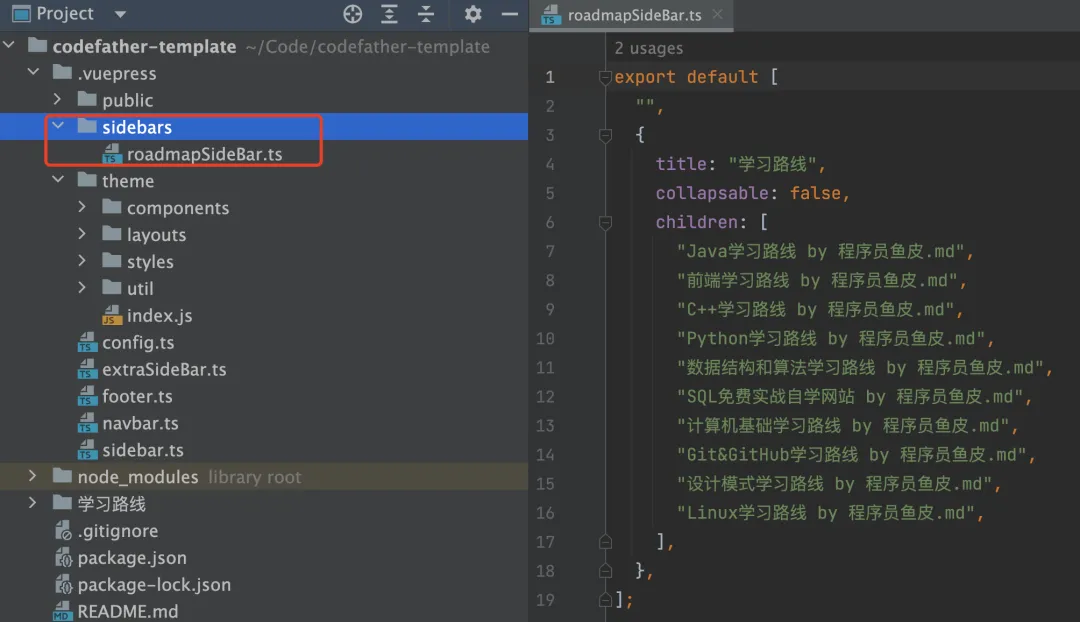 Project
codefather-template ~/Code/codefather-template
.vuepress
public
sidebars
TS roadmapSideBar.ts
theme
components
layouts
styles
util
JS index.js
TS config.ts
TS extraSideBar.ts
TS footer.ts
TS navbar.ts
TS sidebar.ts
node_modules library root
学习路线
.gitignore
package.json
package-lock.json
MD README.md
TS roadmapSideBar.ts
2 usages
1 export default [
2 "",
3 {
4 title: "学习路线",
5 collapsable: false,
6 children: [
7 "Java学习路线 by 程序员鱼皮.md",
8 "前端学习路线 by 程序员鱼皮.md",
9 "C++学习路线 by 程序员鱼皮.md",
10 "Python学习路线 by 程序员鱼皮.md",
11 "数据结构和算法学习路线 by 程序员鱼皮.md",
12 "SQL免费实战自学网站 by 程序员鱼皮.md",
13 "计算机基础学习路线 by 程序员鱼皮.md",
14 "Git&GitHub学习路线 by 程序员鱼皮.md",
15 "设计模式学习路线 by 程序员鱼皮.md",
16 "Linux学习路线 by 程序员鱼皮.md",
17 ],
18 },
19 ];